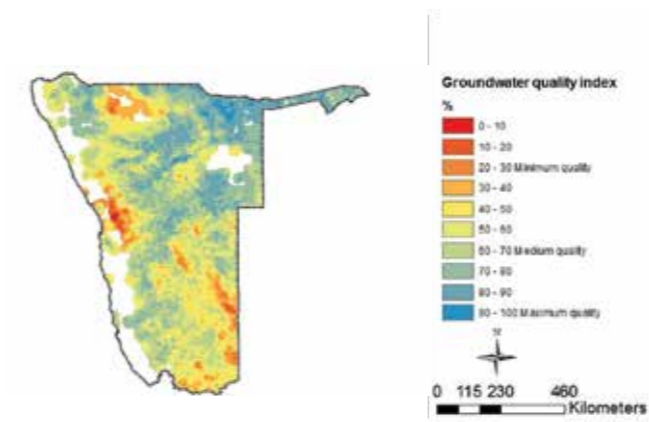 Groundwater quality index
%
0 - 10
10 - 20
20 - 30 Minimum quality
30 - 40
40 - 50
50 - 60
60 - 70 Medium quality
70 - 80
80 - 90
90 - 100 Maximum quality
N
0 115 230 460
Kilometers